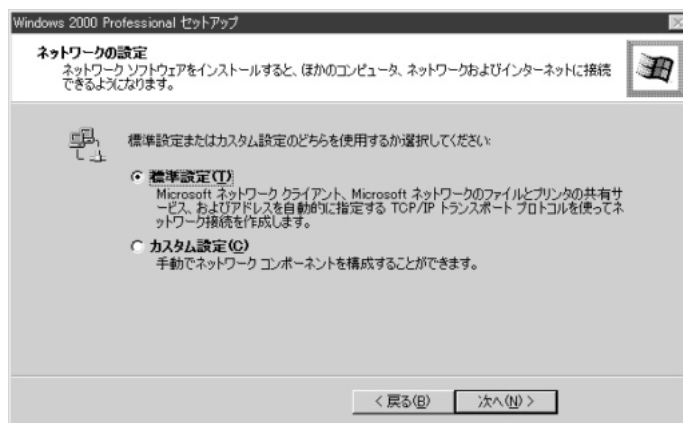 Windows 2000 Professional セットアップ
ネットワークの設定
ネットワーク ソフトウェアをインストールすると、ほかのコンピュータ、ネットワークおよびインターネットに接続
できるようになります。
標準設定またはカスタム設定のどちらを使用するか選択してください:
標準設定(T)
Microsoft ネットワーク クライアント、Microsoft ネットワークのファイルとプリンタの共有サ
ービス、およびアドレスを自動的に指定する TCP/IP トランスポート プロトコルを使ってネ
ットワーク接続を作成します。
カスタム設定(C)
手動でネットワーク コンポーネントを構成することができます。
< 戻る(B)
次へ(N) >